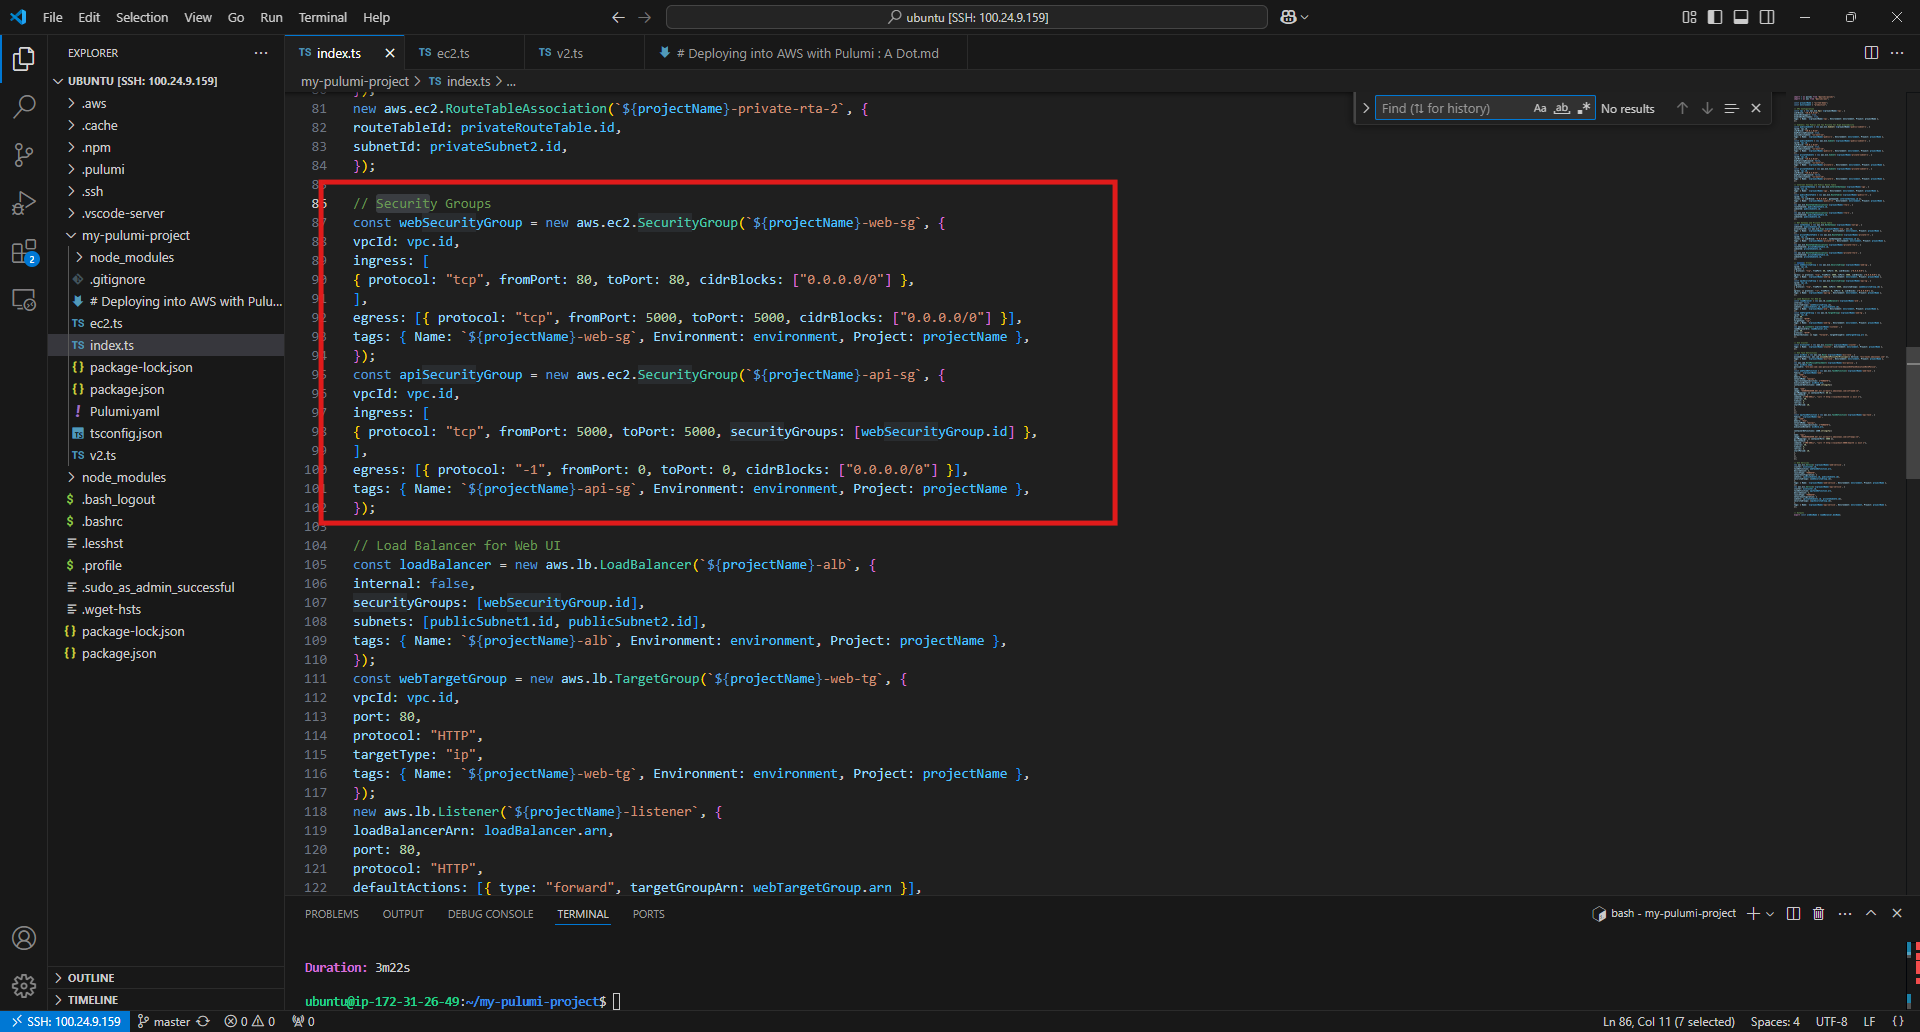 File Edit Selection View Go Run Terminal Help
ubuntu [SSH: 100.24.9.159]
EXPLORER
UBUNTU [SSH: 100.24.9.159]
.aws
.cache
.npm
.pulumi
.ssh
.vscode-server
my-pulumi-project
node_modules
.gitignore
# Deploying into AWS with Pulu...
TS ec2.ts
TS index.ts
{} package-lock.json
{} package.json
! Pulumi.yaml
tsconfig.json
TS v2.ts
node_modules
$ .bash_logout
$ .bashrc
.lesshst
$ .profile
.sudo_as_admin_successful
.wget-hsts
{} package-lock.json
{} package.json
OUTLINE
TIMELINE
TS index.ts
TS ec2.ts
TS v2.ts
# Deploying into AWS with Pulumi : A Dot.md
my-pulumi-project > TS index.ts > ...
Find (⇅ for history) Aa ab .* No results
81 new aws.ec2.RouteTableAssociation(`${projectName}-private-rta-2`, {
82 routeTableId: privateRouteTable.id,
83 subnetId: privateSubnet2.id,
84 });
85
86 // Security Groups
87 const webSecurityGroup = new aws.ec2.SecurityGroup(`${projectName}-web-sg`, {
88 vpcId: vpc.id,
89 ingress: [
90 { protocol: "tcp", fromPort: 80, toPort: 80, cidrBlocks: ["0.0.0.0/0"] },
91 ],
92 egress: [{ protocol: "tcp", fromPort: 5000, toPort: 5000, cidrBlocks: ["0.0.0.0/0"] }],
93 tags: { Name: `${projectName}-web-sg`, Environment: environment, Project: projectName },
94 });
95 const apiSecurityGroup = new aws.ec2.SecurityGroup(`${projectName}-api-sg`, {
96 vpcId: vpc.id,
97 ingress: [
98 { protocol: "tcp", fromPort: 5000, toPort: 5000, securityGroups: [webSecurityGroup.id] },
99 ],
100 egress: [{ protocol: "-1", fromPort: 0, toPort: 0, cidrBlocks: ["0.0.0.0/0"] }],
101 tags: { Name: `${projectName}-api-sg`, Environment: environment, Project: projectName },
102 });
103
104 // Load Balancer for Web UI
105 const loadBalancer = new aws.lb.LoadBalancer(`${projectName}-alb`, {
106 internal: false,
107 securityGroups: [webSecurityGroup.id],
108 subnets: [publicSubnet1.id, publicSubnet2.id],
109 tags: { Name: `${projectName}-alb`, Environment: environment, Project: projectName },
110 });
111 const webTargetGroup = new aws.lb.TargetGroup(`${projectName}-web-tg`, {
112 vpcId: vpc.id,
113 port: 80,
114 protocol: "HTTP",
115 targetType: "ip",
116 tags: { Name: `${projectName}-web-tg`, Environment: environment, Project: projectName },
117 });
118 new aws.lb.Listener(`${projectName}-listener`, {
119 loadBalancerArn: loadBalancer.arn,
120 port: 80,
121 protocol: "HTTP",
122 defaultActions: [{ type: "forward", targetGroupArn: webTargetGroup.arn }],
PROBLEMS OUTPUT DEBUG CONSOLE TERMINAL PORTS
bash - my-pulumi-project
Duration: 3m22s
ubuntu@ip-172-31-26-49:~/my-pulumi-project$
2
SSH: 100.24.9.159 master 0 0 0
Ln 86, Col 11 (7 selected) Spaces: 4 UTF-8 LF {}